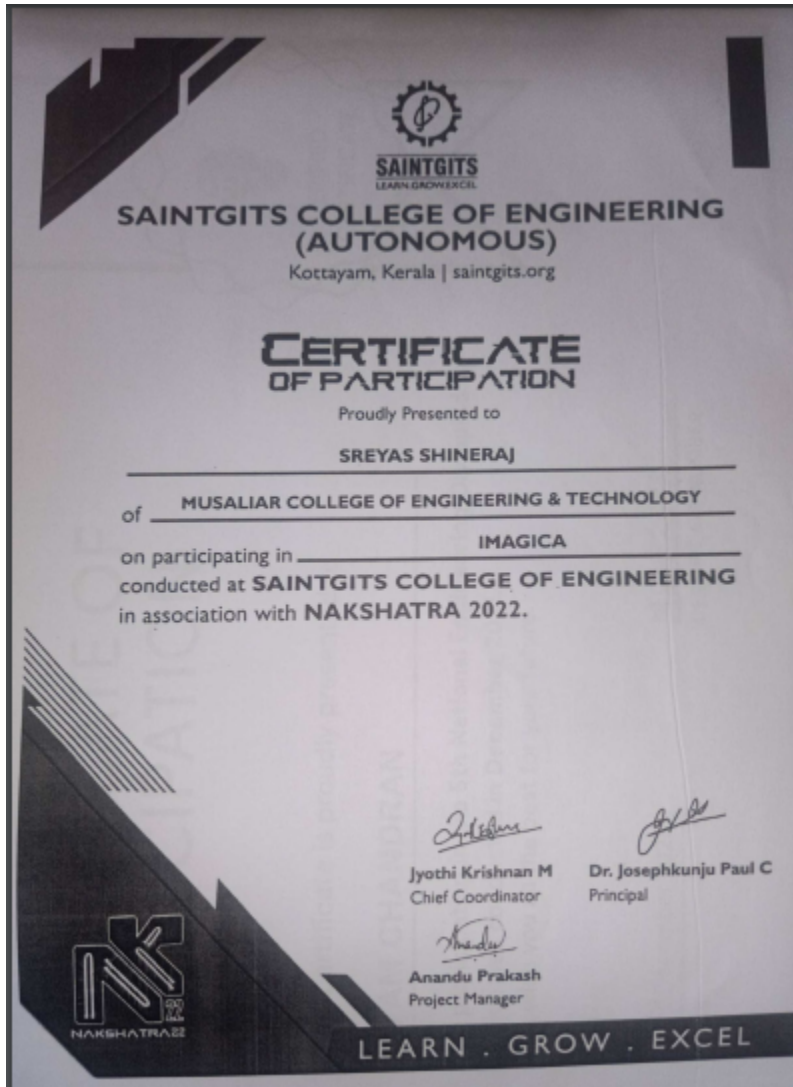 SAINTGITS
LEARN.GROW.EXCEL
SAINTGITS COLLEGE OF ENGINEERING
(AUTONOMOUS)
Kottayam, Kerala | saintgits.org
CERTIFICATE
OF PARTICIPATION
Proudly Presented to
SREYAS SHINERAJ
of MUSALIAR COLLEGE OF ENGINEERING & TECHNOLOGY
on participating in IMAGICA
conducted at SAINTGITS COLLEGE OF ENGINEERING
in association with NAKSHATRA 2022.
Jyothi Krishnan M
Chief Coordinator
Dr. Josephkunju Paul C
Principal
Anandu Prakash
Project Manager
NK
22
NAKSHATRA22
LEARN . GROW . EXCEL